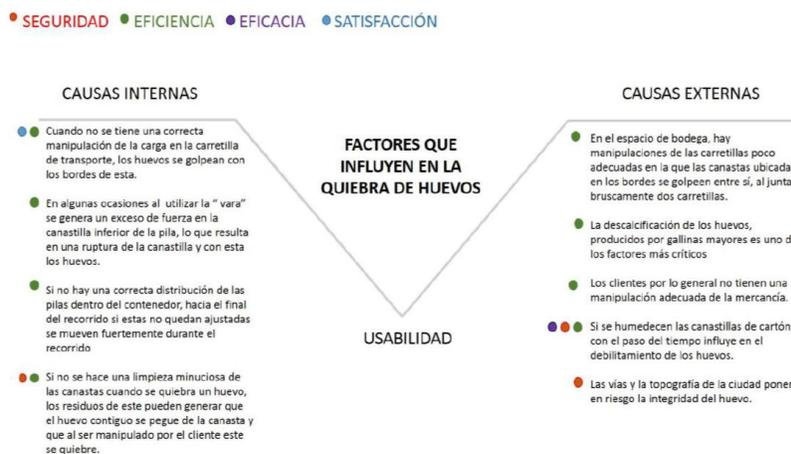 SEGURIDAD EFICIENCIA EFICACIA SATISFACCIÓN
CAUSAS INTERNAS
Cuando no se tiene una correcta
manipulación de la carga en la carretilla
de transporte, los huevos se golpean con
los bordes de esta.
En algunas ocasiones al utilizar la " vara"
se genera un exceso de fuerza en la
canastilla inferior de la pila, lo que resulta
en una ruptura de la canastilla y con esta
los huevos.
Si no hay una correcta distribución de las
pilas dentro del contenedor, hacia el final
del recorrido si estas no quedan ajustadas
se mueven fuertemente durante el
recorrido
Si no se hace una limpieza minuciosa de
las canastas cuando se quiebra un huevo,
los residuos de este pueden generar que
el huevo contiguo se pegue de la canasta y
que al ser manipulado por el cliente este
se quiebre.
FACTORES QUE
INFLUYEN EN LA
QUIEBRA DE HUEVOS
USABILIDAD
CAUSAS EXTERNAS
En el espacio de bodega, hay
manipulaciones de las carretillas poco
adecuadas en la que las canastas ubicada
en los bordes se golpeen entre sí, al junta
bruscamente dos carretillas.
La descalcificación de los huevos,
producidos por gallinas mayores es uno d
los factores más críticos
Los clientes por lo general no tienen una
manipulación adecuada de la mercancía.
Si se humedecen las canastillas de cartón
con el paso del tiempo influye en el
debilitamiento de los huevos.
Las vías y la topografía de la ciudad poner
en riesgo la integridad del huevo.